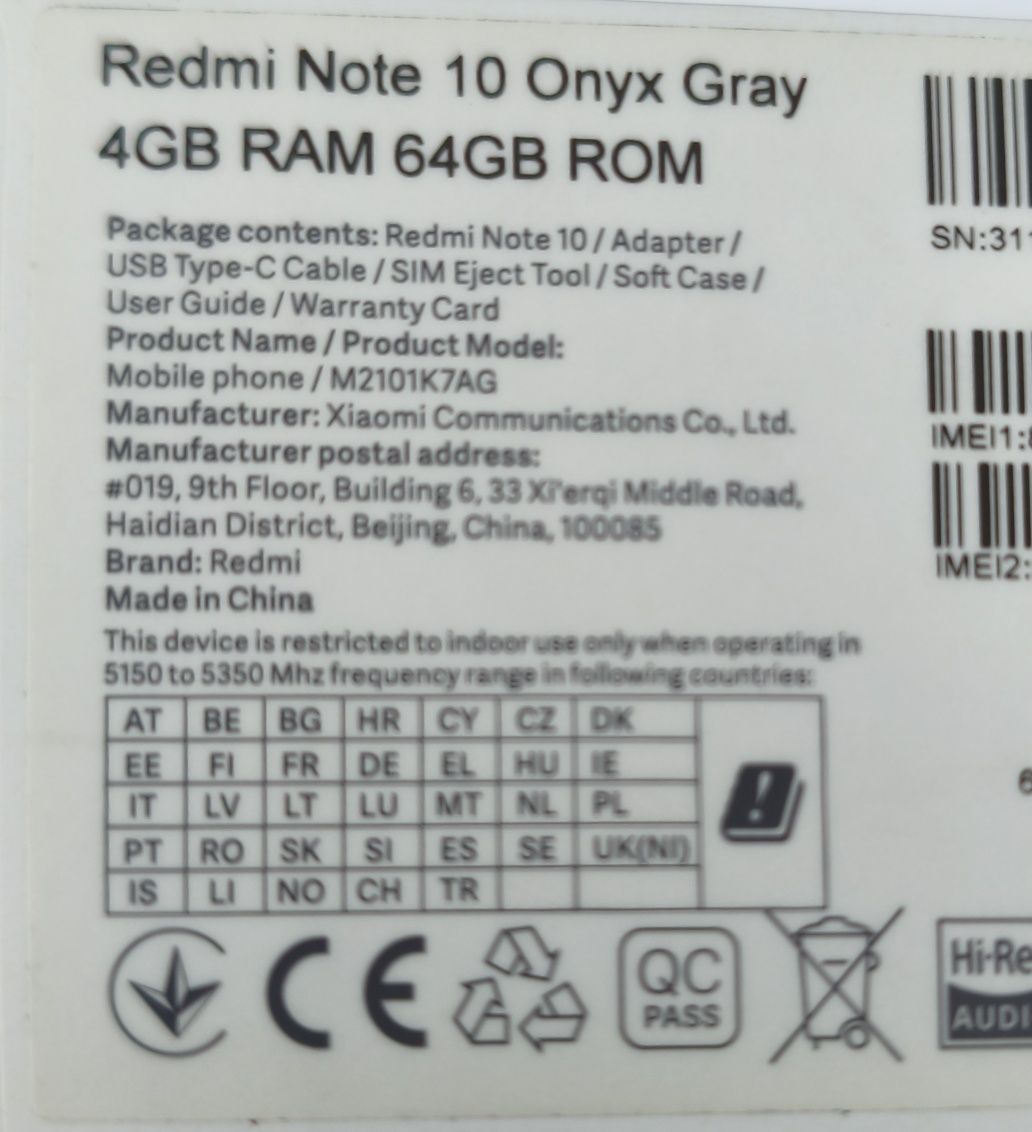 Redmi Note 10 Onyx Gray
4GB RAM 64GB ROM
Package contents: Redmi Note 10 / Adapter /
USB Type-C Cable / SIM Eject Tool / Soft Case /
User Guide / Warranty Card
Product Name / Product Model:
Mobile phone / M2101K7AG
Manufacturer: Xiaomi Communications Co., Ltd.
Manufacturer postal address:
#019, 9th Floor, Building 6, 33 Xi'erqi Middle Road,
Haidian District, Beijing, China, 100085
Brand: Redmi
Made in China
This device is restricted to indoor use only when operating in
5150 to 5350 Mhz frequency range in following countries:
AT BE BG HR CY CZ DK
EE FI FR DE EL HU IE
IT LV LT LU MT NL PL
PT RO SK SI ES SE UK(NI)
IS LI NO CH TR
CE
QC
PASS
Hi-Re
AUDI
SN:311
IMEI1:8
IMEI2:
6